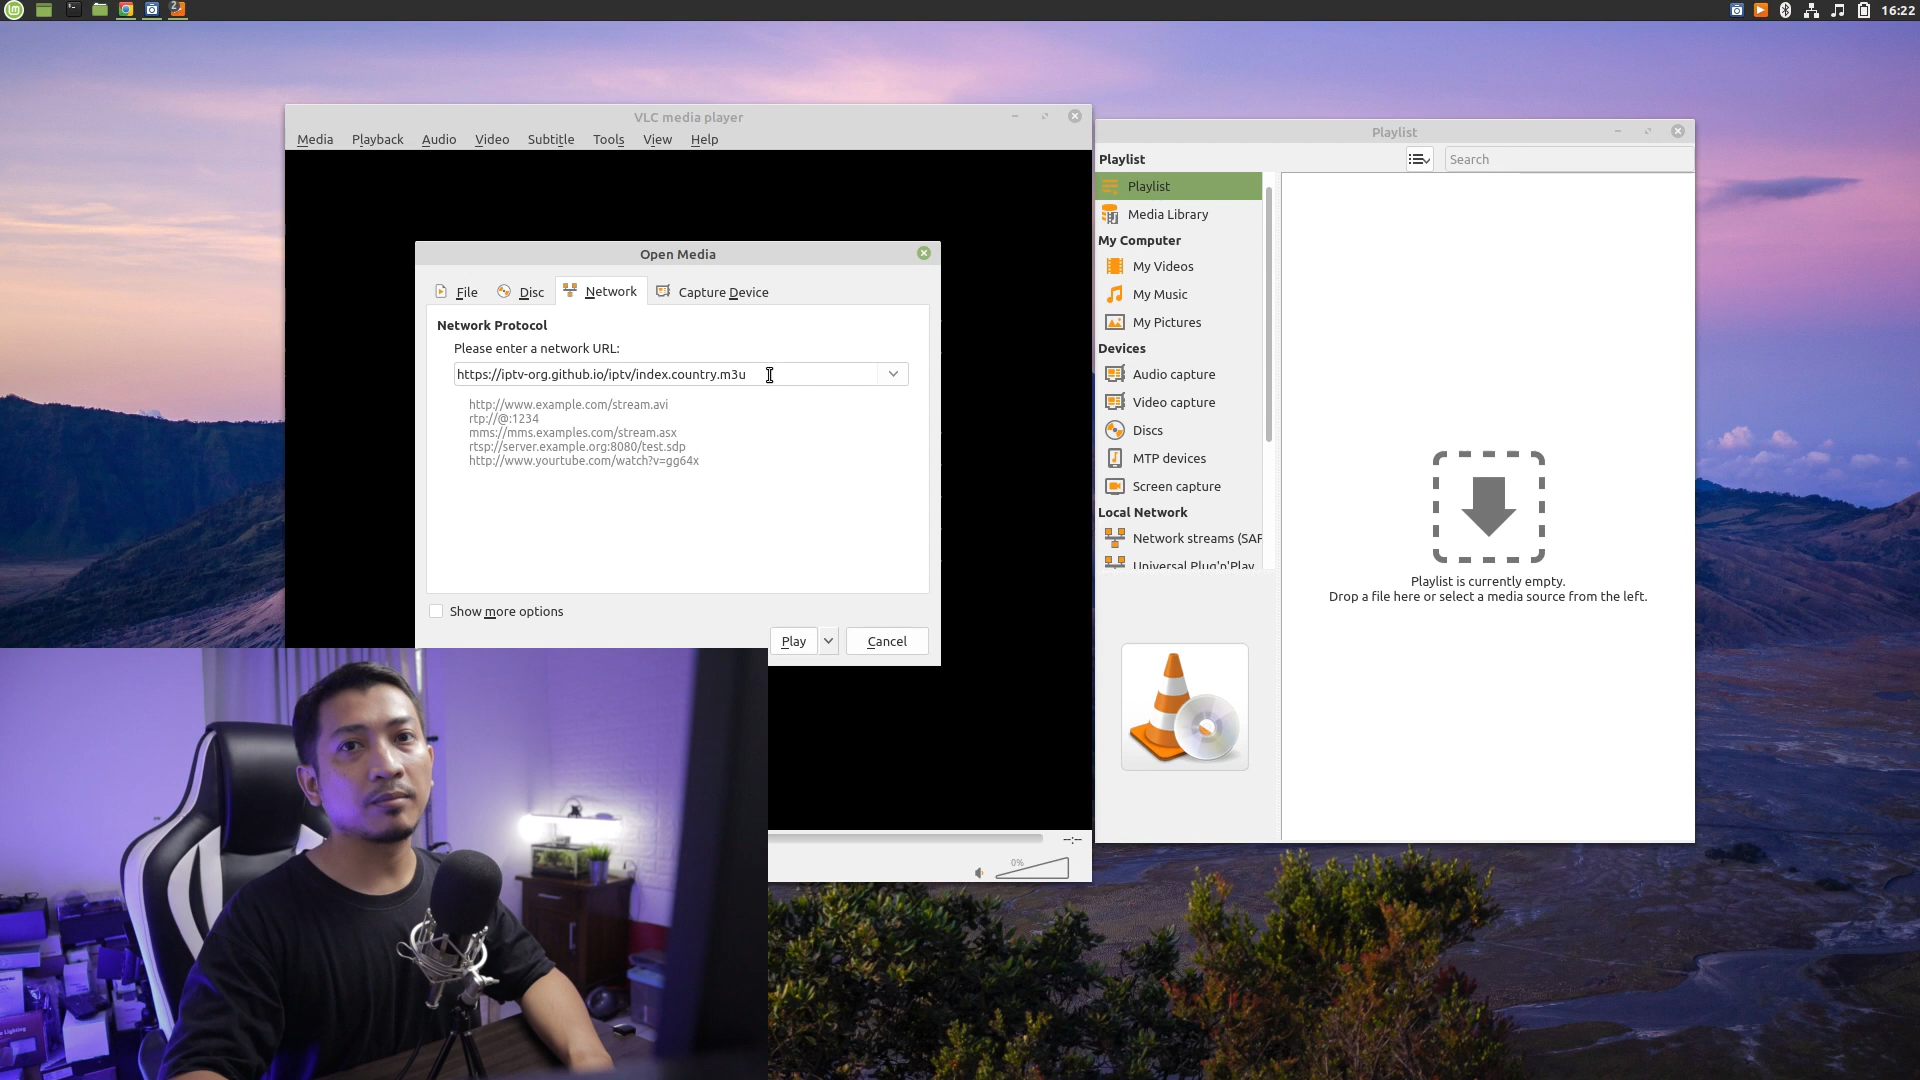 16:22
VLC media player
Media Playback Audio Video Subtitle Tools View Help
Open Media
File Disc Network Capture Device
Network Protocol
Please enter a network URL:
https://iptv-org.github.io/iptv/index.country.m3u
http://www.example.com/stream.avi
rtp://@:1234
mms://mms.examples.com/stream.asx
rtsp://server.example.org:8080/test.sdp
http://www.yourtube.com/watch?v=gg64x
Show more options
Play Cancel
--:--
0%
Playlist
Playlist
Search
Playlist
Media Library
My Computer
My Videos
My Music
My Pictures
Devices
Audio capture
Video capture
Discs
MTP devices
Screen capture
Local Network
Network streams (SAP
Universal Plug'n'Play
Playlist is currently empty.
Drop a file here or select a media source from the left.